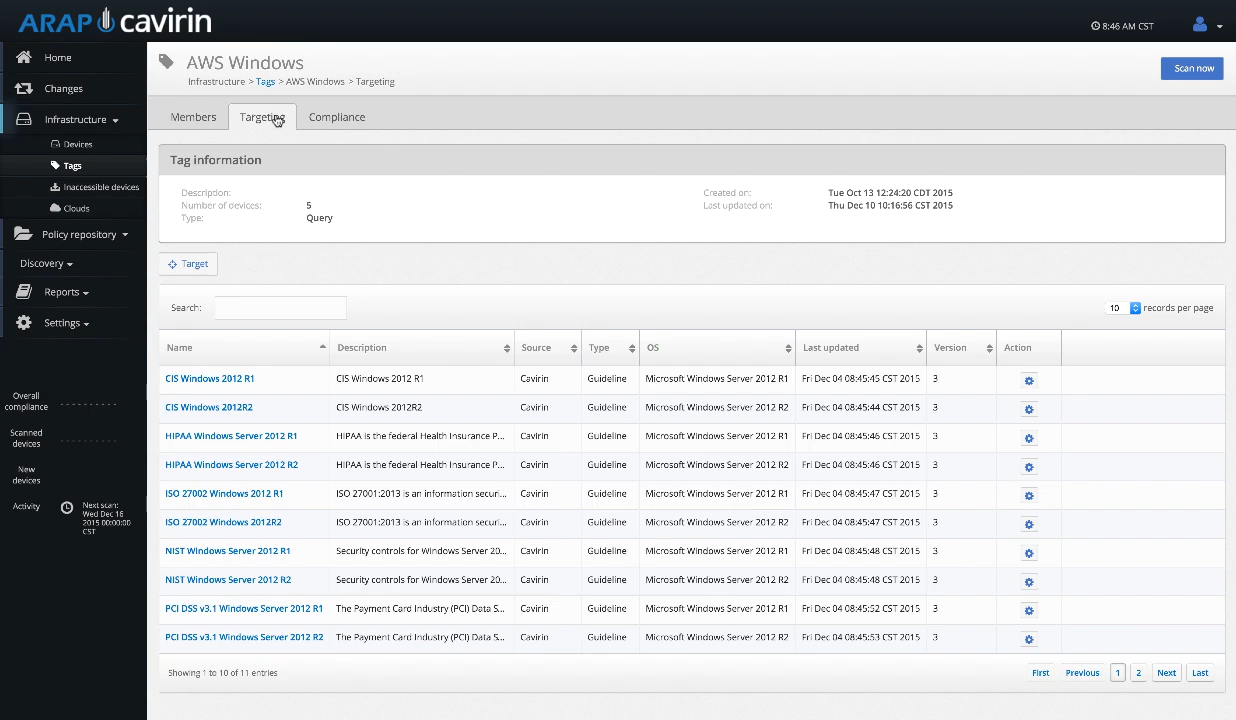 ARAP cavirin
8:46 AM CST
Home
Changes
Infrastructure
Devices
Tags
Inaccessible devices
Clouds
Policy repository
Discovery
Reports
Settings
Overall
compliance
Scanned
devices
New
devices
Activity
Next scan:
Wed Dec 16
2015 00:00:00
CST
AWS Windows
Infrastructure > Tags > AWS Windows > Targeting
Scan now
Members Targeting Compliance
Tag information
Description:
Number of devices: 5
Type: Query
Created on: Tue Oct 13 12:24:20 CDT 2015
Last updated on: Thu Dec 10 10:16:56 CST 2015
Target
Search:
10 records per page
Name Description Source Type OS Last updated Version Action
CIS Windows 2012 R1 CIS Windows 2012 R1 Cavirin Guideline Microsoft Windows Server 2012 R1 Fri Dec 04 08:45:45 CST 2015 3
CIS Windows 2012R2 CIS Windows 2012R2 Cavirin Guideline Microsoft Windows Server 2012 R2 Fri Dec 04 08:45:44 CST 2015 3
HIPAA Windows Server 2012 R1 HIPAA is the federal Health Insurance P... Cavirin Guideline Microsoft Windows Server 2012 R1 Fri Dec 04 08:45:46 CST 2015 3
HIPAA Windows Server 2012 R2 HIPAA is the federal Health Insurance P... Cavirin Guideline Microsoft Windows Server 2012 R2 Fri Dec 04 08:45:46 CST 2015 3
ISO 27002 Windows 2012 R1 ISO 27001:2013 is an information securi... Cavirin Guideline Microsoft Windows Server 2012 R1 Fri Dec 04 08:45:47 CST 2015 3
ISO 27002 Windows 2012R2 ISO 27001:2013 is an information securi... Cavirin Guideline Microsoft Windows Server 2012 R2 Fri Dec 04 08:45:47 CST 2015 3
NIST Windows Server 2012 R1 Security controls for Windows Server 20... Cavirin Guideline Microsoft Windows Server 2012 R1 Fri Dec 04 08:45:48 CST 2015 3
NIST Windows Server 2012 R2 Security controls for Windows Server 20... Cavirin Guideline Microsoft Windows Server 2012 R2 Fri Dec 04 08:45:48 CST 2015 3
PCI DSS v3.1 Windows Server 2012 R1 The Payment Card Industry (PCI) Data S... Cavirin Guideline Microsoft Windows Server 2012 R1 Fri Dec 04 08:45:52 CST 2015 3
PCI DSS v3.1 Windows Server 2012 R2 The Payment Card Industry (PCI) Data S... Cavirin Guideline Microsoft Windows Server 2012 R2 Fri Dec 04 08:45:53 CST 2015 3
Showing 1 to 10 of 11 entries
First Previous 1 2 Next Last